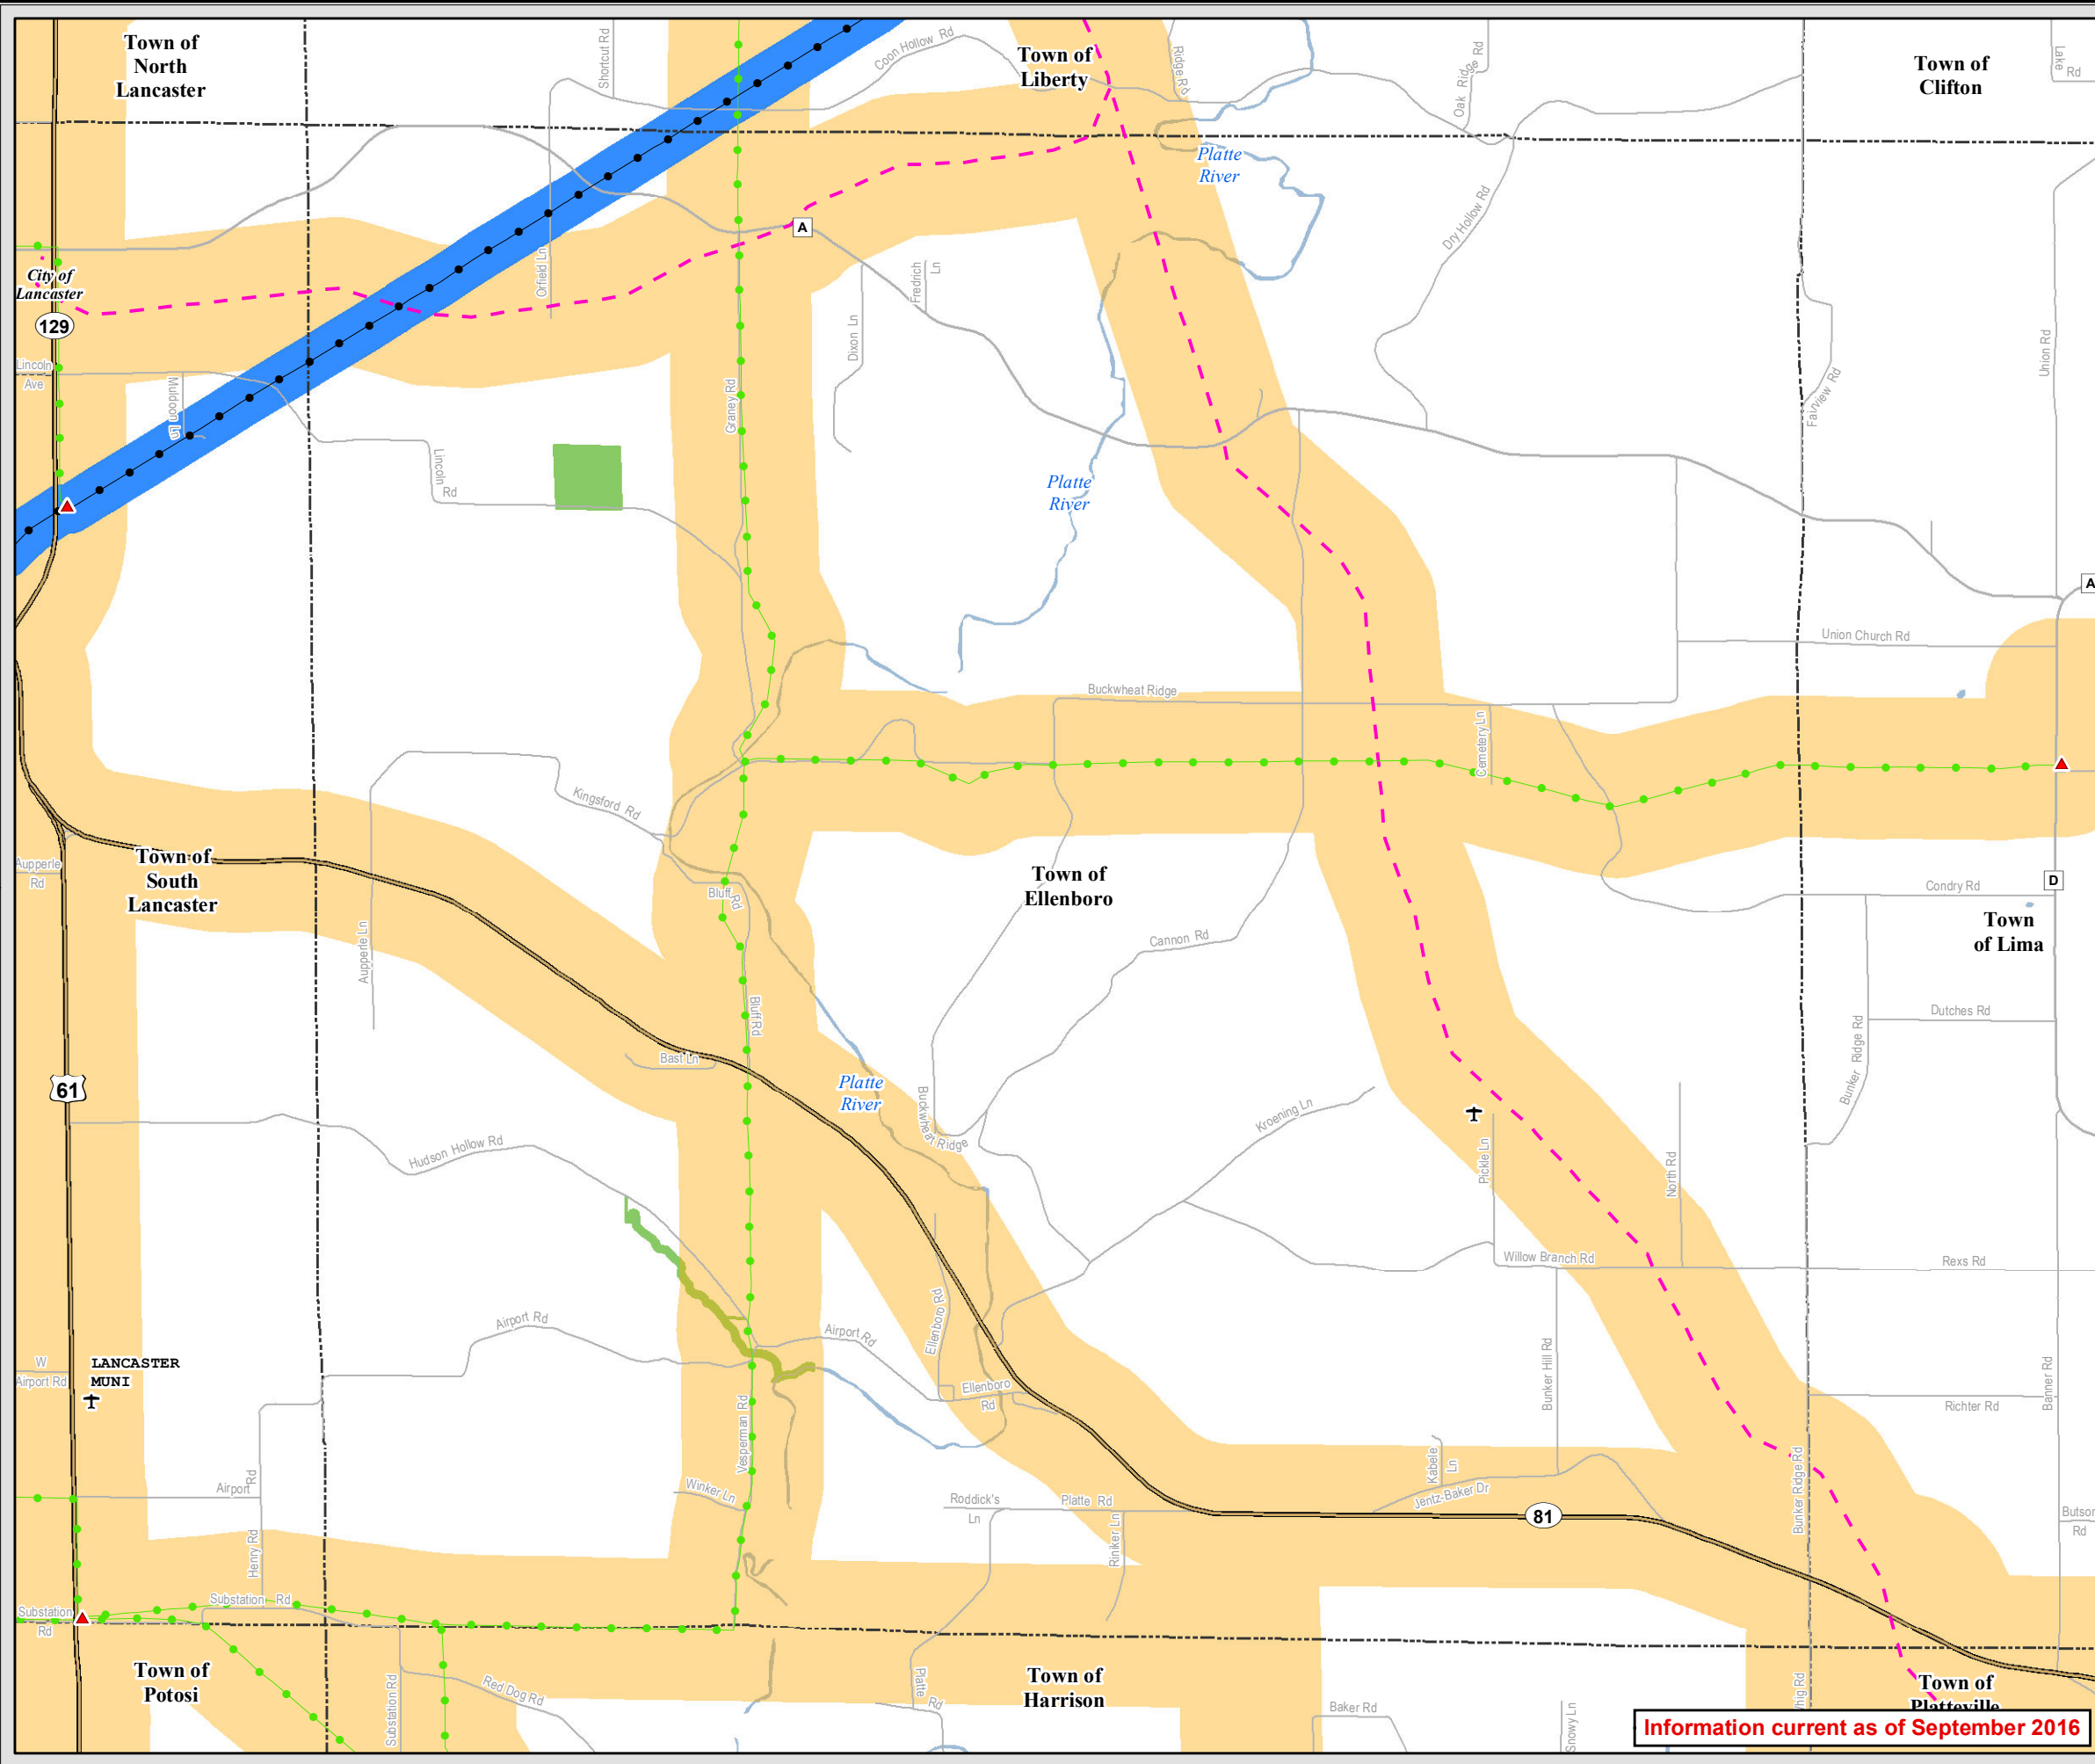 Town of
North
Lancaster
Shortcut Rd
Coon Hollow Rd
Town of
Liberty
Ridge Rd
Oak Ridge Rd
Town of
Clifton
Lake
Rd
Platte
River
Dry Hollow Rd
A
City of
Lancaster
129
Orfield Ln
Fredrich
Ln
Dixon Ln
Lincoln
Ave
Muldoon Ln
Graney Rd
Union Rd
Fairview Rd
Lincoln
Rd
Platte
River
A
Union Church Rd
Buckwheat Ridge
Cemetery Ln
Kingsford Rd
Aupperle
Rd
Town of
South
Lancaster
Bluff Rd
Town of
Ellenboro
D
Condry Rd
Town
of Lima
Aupperle Ln
Cannon Rd
Bluff Rd
Dutches Rd
Bast Ln
61
Platte
River
Bunker Ridge Rd
Buckwheat Ridge
Kroening Ln
Hudson Hollow Rd
Pickle Ln
North Rd
Willow Branch Rd
Rexs Rd
Airport Rd
Airport Rd
Ellenboro Rd
W
Airport Rd
LANCASTER
MUNI
Ellenboro
Rd
Bunker Hill Rd
Banner Rd
Richter Rd
Vesperman Rd
Kabele
Ln
Bunker Ridge Rd
Airport Rd
Winker Ln
Roddick's
Ln
Platte Rd
Jentz-Baker Dr
81
Butson
Rd
Henry Rd
Riniker Ln
Substation Rd
Substation
Rd
Town of
Potosi
Substation Rd
Red Dog Rd
Platte
Rd
Town of
Harrison
Baker Rd
Snowy Ln
Whig Rd
Town of
Platteville
Information current as of September 2016